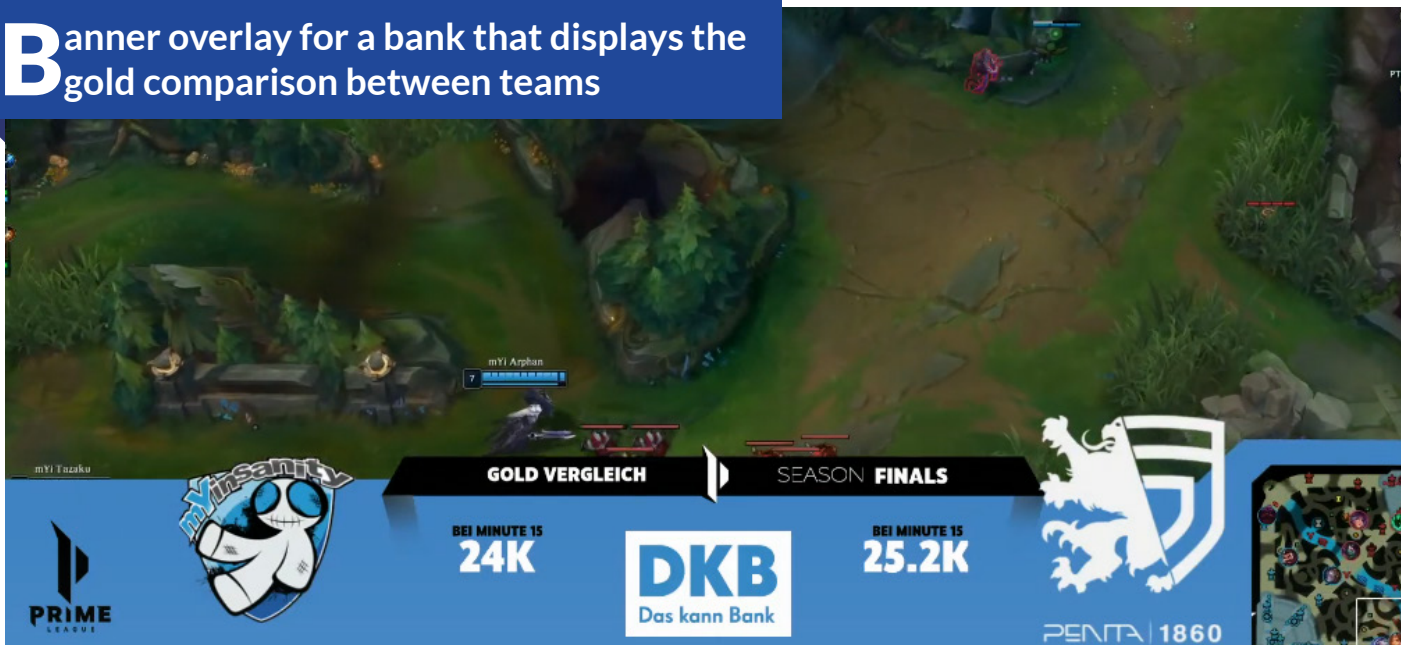 Banner overlay for a bank that displays the
gold comparison between teams
PT
mYi Arphan
7
mYi Tazaku
mYinsanity
GOLD VERGLEICH
SEASON FINALS
BEI MINUTE 15
24K
BEI MINUTE 15
25.2K
DKB
Das kann Bank
PRIME
LEAGUE
PENTA | 1860